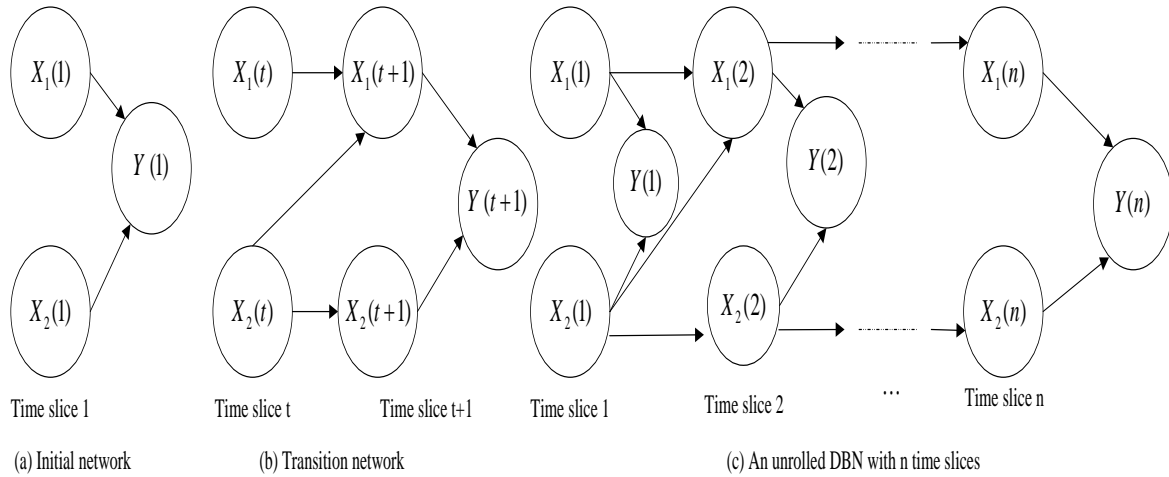 X₁(1)
Y(1)
X₂(1)
Time slice 1
(a) Initial network
X₁(t)
X₁(t+1)
Y(t+1)
X₂(t)
X₂(t+1)
Time slice t
Time slice t+1
(b) Transition network
X₁(1)
X₁(2)
X₁(n)
Y(1)
Y(2)
Y(n)
X₂(1)
X₂(2)
X₂(n)
Time slice 1
Time slice 2
...
Time slice n
(c) An unrolled DBN with n time slices